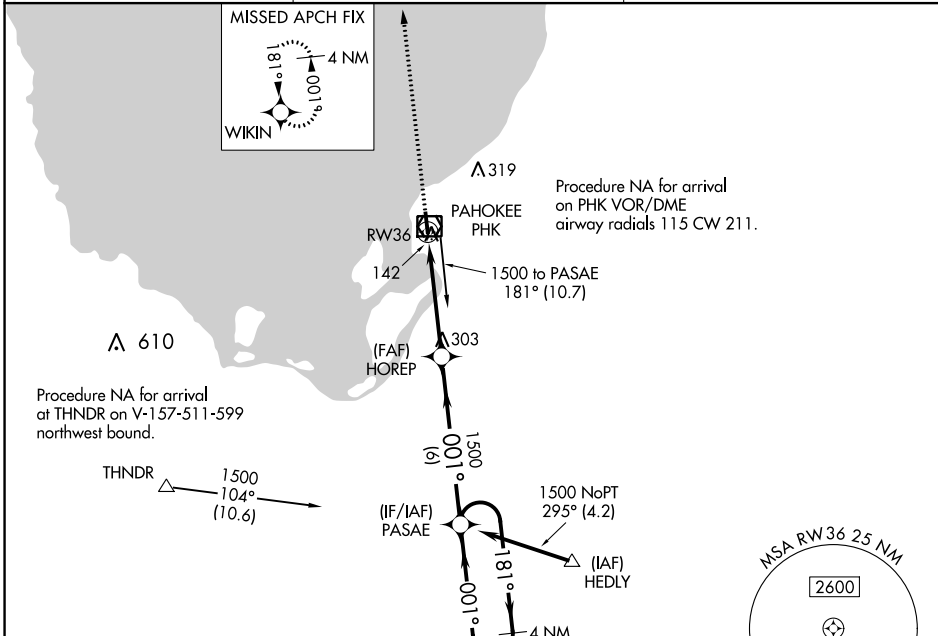 MISSED APCH FIX
4 NM
181°
001°
WIKIN
319
Procedure NA for arrival
on PHK VOR/DME
airway radials 115 CW 211.
PAHOKEE
PHK
RW36
142
1500 to PASAE
181° (10.7)
610
303
(FAF)
HOREP
Procedure NA for arrival
at THNDR on V-157-511-599
northwest bound.
1500
001°
(6)
THNDR
1500
104°
(10.6)
1500 NoPT
295° (4.2)
(IF/IAF)
PASAE
(IAF)
HEDLY
181°
001°
4 NM
MSA RW36 25 NM
2600